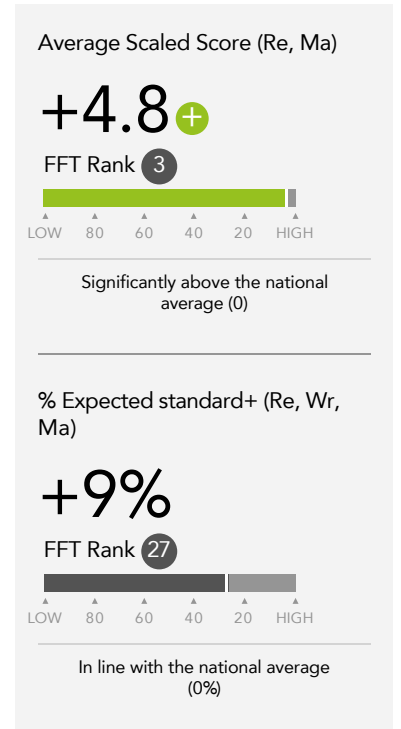 Average Scaled Score (Re, Ma)
+4.8 +
FFT Rank 3
LOW 80 60 40 20 HIGH
Significantly above the national
average (0)
% Expected standard+ (Re, Wr,
Ma)
+9%
FFT Rank 27
LOW 80 60 40 20 HIGH
In line with the national average
(0%)